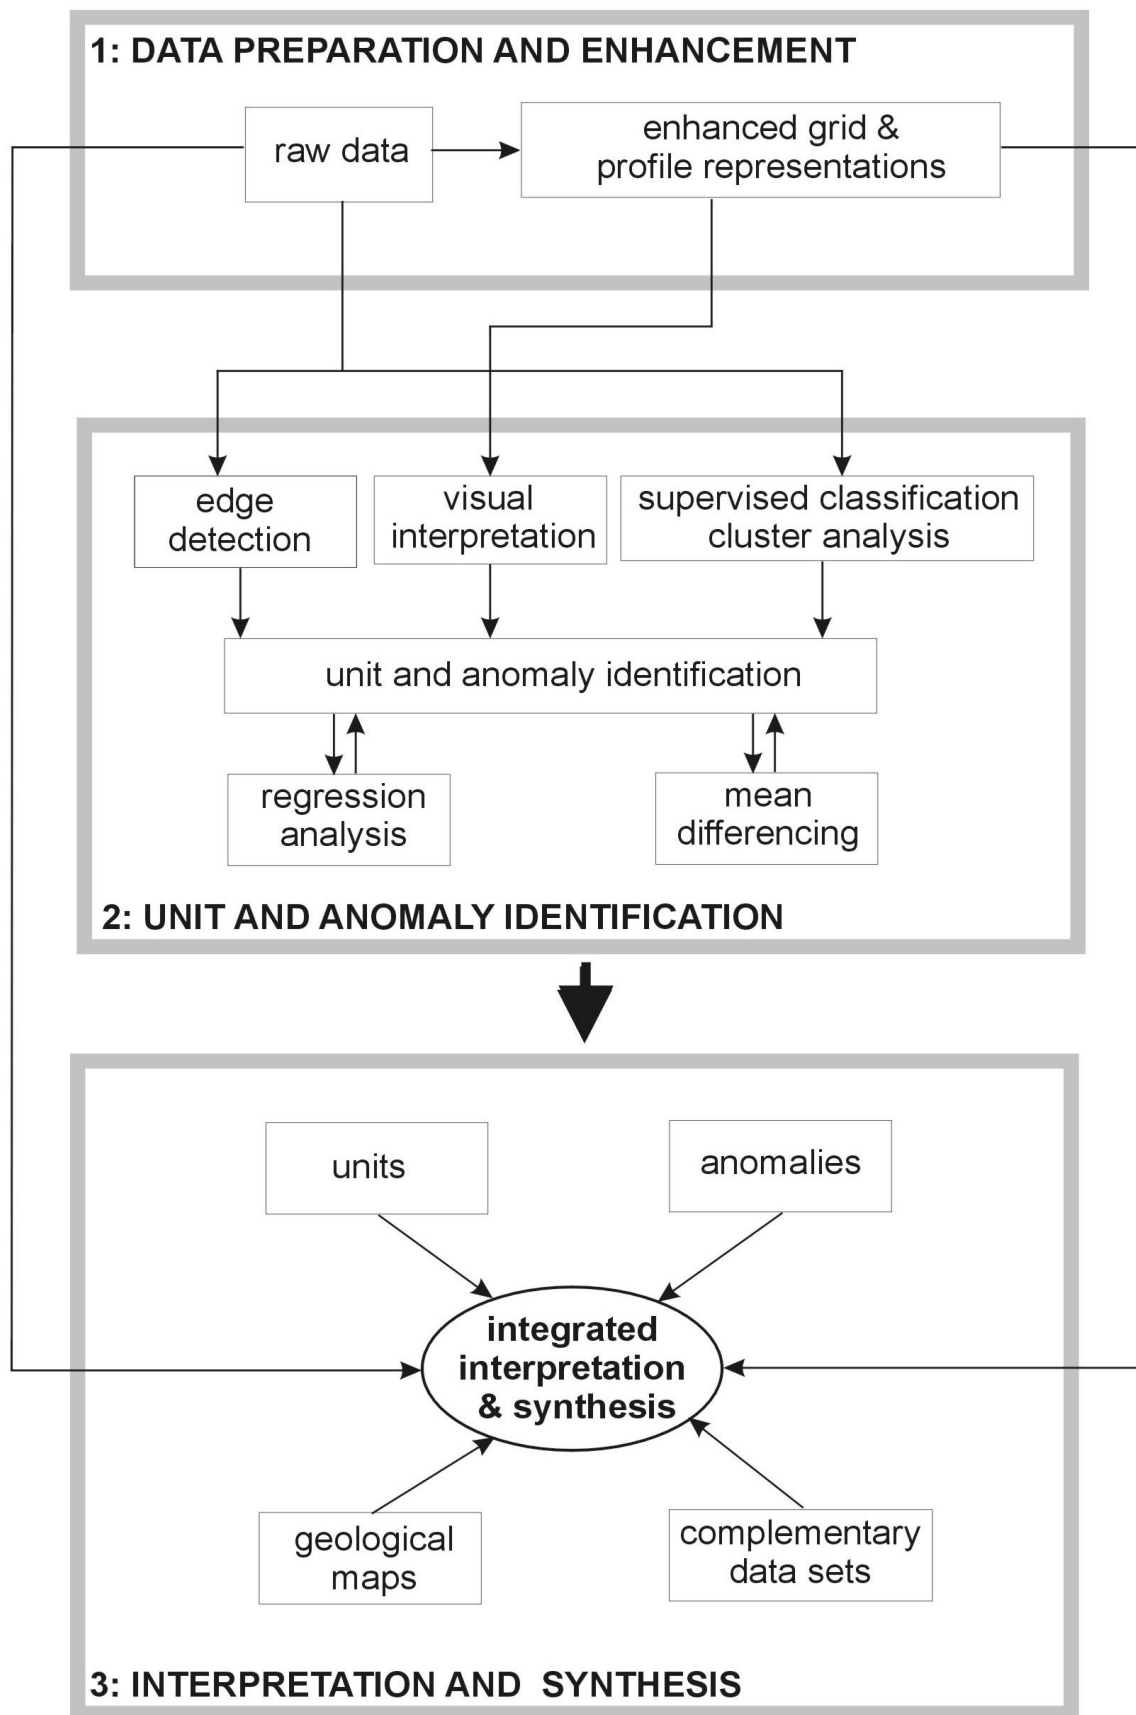 1: DATA PREPARATION AND ENHANCEMENT
raw data
enhanced grid &
profile representations
edge
detection
visual
interpretation
supervised classification
cluster analysis
unit and anomaly identification
regression
analysis
mean
differencing
2: UNIT AND ANOMALY IDENTIFICATION
units
anomalies
integrated
interpretation
& synthesis
geological
maps
complementary
data sets
3: INTERPRETATION AND SYNTHESIS